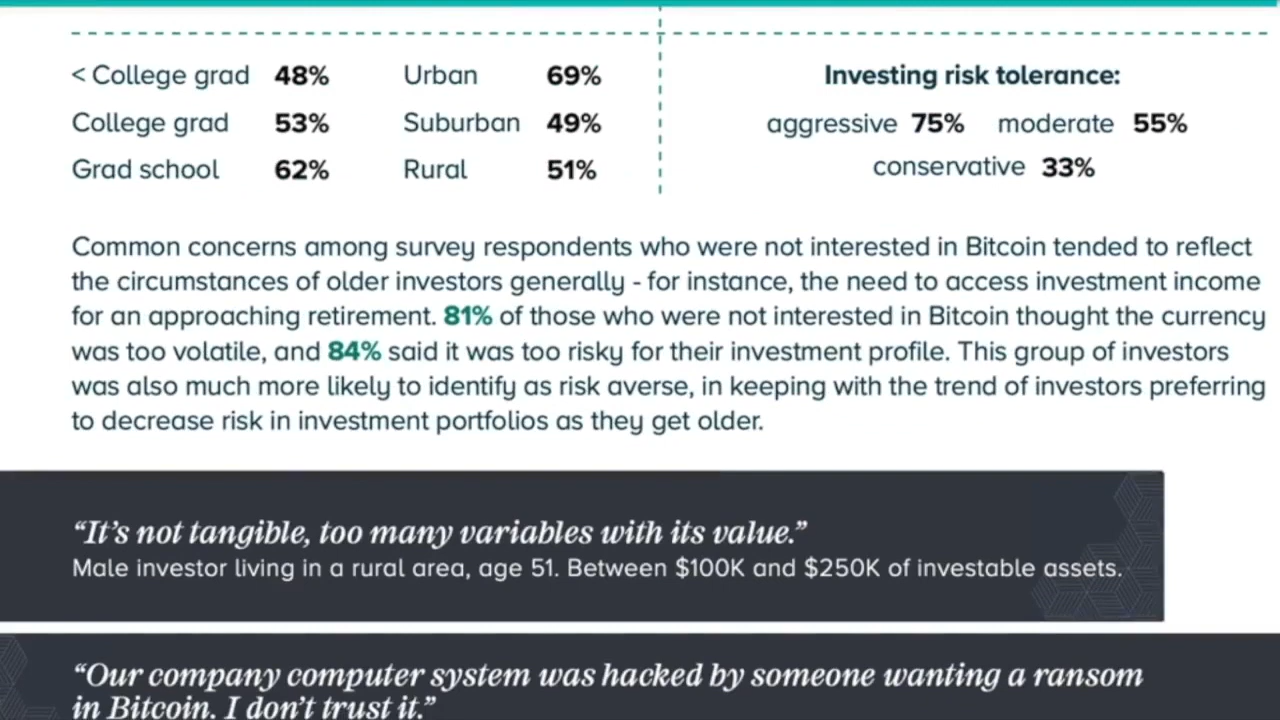 < College grad 48% Urban 69%
College grad 53% Suburban 49%
Grad school 62% Rural 51%
Investing risk tolerance:
aggressive 75% moderate 55%
conservative 33%
Common concerns among survey respondents who were not interested in Bitcoin tended to reflect
the circumstances of older investors generally - for instance, the need to access investment income
for an approaching retirement. 81% of those who were not interested in Bitcoin thought the currency
was too volatile, and 84% said it was too risky for their investment profile. This group of investors
was also much more likely to identify as risk averse, in keeping with the trend of investors preferring
to decrease risk in investment portfolios as they get older.
“It’s not tangible, too many variables with its value.”
Male investor living in a rural area, age 51. Between $100K and $250K of investable assets.
“Our company computer system was hacked by someone wanting a ransom
in Bitcoin. I don’t trust it.”